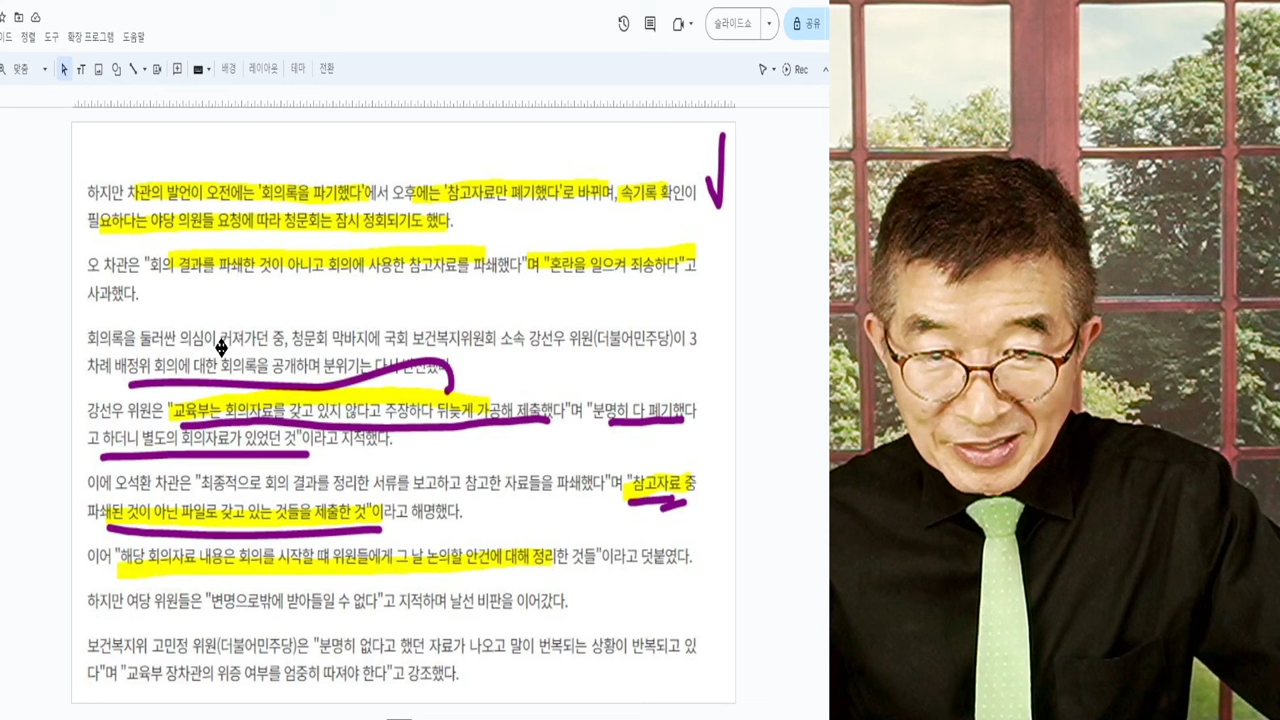 이드 정렬 도구 확장 프로그램 도움말
슬라이드쇼
공유
맞춤
배경 레이아웃 테마 전환
Rec
하지만 차관의 발언이 오전에는 '회의록을 파기했다'에서 오후에는 '참고자료만 폐기했다'로 바뀌며, 속기록 확인이
필요하다는 야당 의원들 요청에 따라 청문회는 잠시 정회되기도 했다.
오 차관은 "회의 결과를 파쇄한 것이 아니고 회의에 사용한 참고자료를 파쇄했다"며 "혼란을 일으켜 죄송하다"고
사과했다.
회의록을 둘러싼 의심이 커져가던 중, 청문회 막바지에 국회 보건복지위원회 소속 강선우 위원(더불어민주당)이 3
차례 배정위 회의에 대한 회의록을 공개하며 분위기는
강선우 위원은 "교육부는 회의자료를 갖고 있지 않다고 주장하다 뒤늦게 가공해 제출했다"며 "분명히 다 폐기했다
고 하더니 별도의 회의자료가 있었던 것"이라고 지적했다.
이에 오석환 차관은 "최종적으로 회의 결과를 정리한 서류를 보고하고 참고한 자료들을 파쇄했다"며 "참고자료 중
파쇄된 것이 아닌 파일로 갖고 있는 것들을 제출한 것"이라고 해명했다.
이어 "해당 회의자료 내용은 회의를 시작할 떄 위원들에게 그 날 논의할 안건에 대해 정리한 것들"이라고 덧붙였다.
하지만 여당 위원들은 "변명으로밖에 받아들일 수 없다"고 지적하며 날선 비판을 이어갔다.
보건복지위 고민정 위원(더불어민주당)은 "분명히 없다고 했던 자료가 나오고 말이 번복되는 상황이 반복되고 있
다"며 "교육부 장차관의 위증 여부를 엄중히 따져야 한다"고 강조했다.